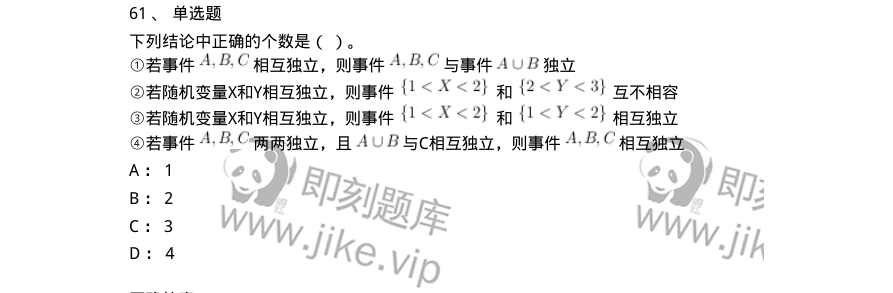 61 、 单选题
下列结论中正确的个数是（ ）。
①若事件 A, B, C 相互独立，则事件 A, B, C 与事件 A ∪ B 独立
②若随机变量X和Y相互独立，则事件 {1 < X < 2} 和 {2 < Y < 3} 互不相容
③若随机变量X和Y相互独立，则事件 {1 < X < 2} 和 {1 < Y < 2} 相互独立
④若事件 A, B, C 两两独立，且 A ∪ B 与C相互独立，则事件 A, B, C 相互独立
A： 1
B： 2
C： 3
D： 4
即刻题库
www.jike.vip
即
www.ji